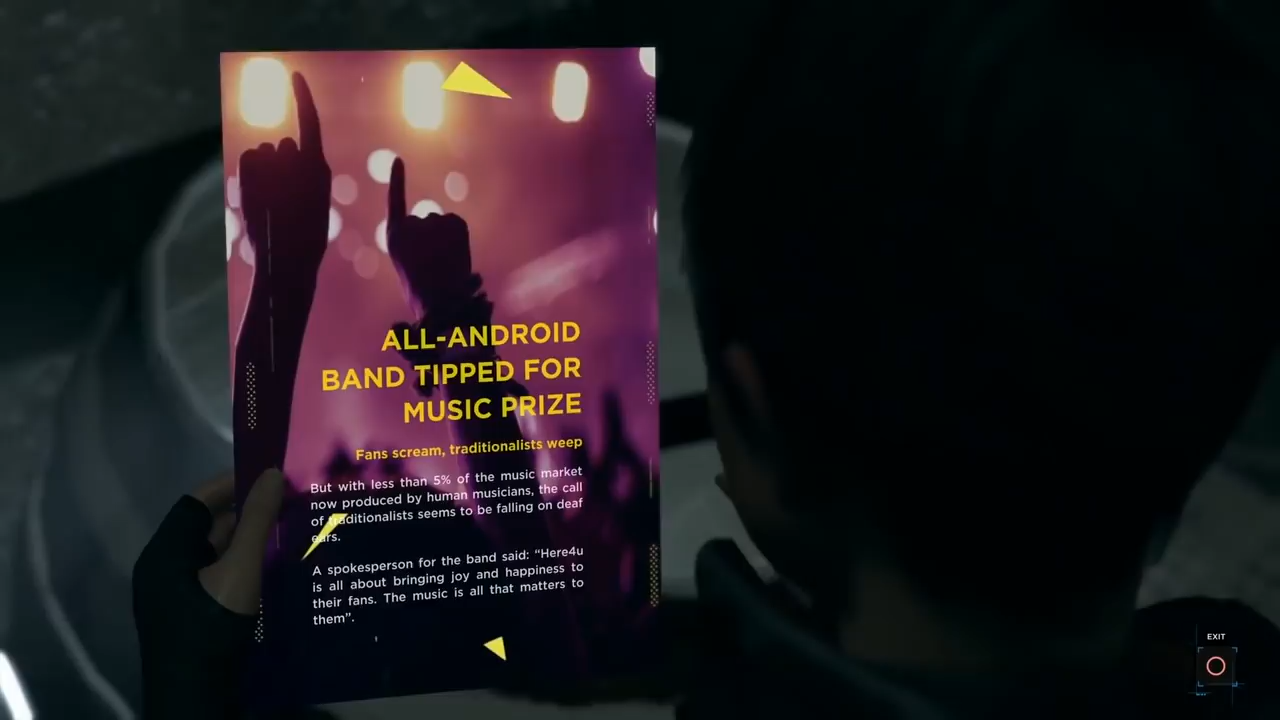 ALL-ANDROID
BAND TIPPED FOR
MUSIC PRIZE
Fans scream, traditionalists weep
But with less than 5% of the music market
now produced by human musicians, the call
of traditionalists seems to be falling on deaf
ears.
A spokesperson for the band said: “Here4u
is all about bringing joy and happiness to
their fans. The music is all that matters to
them”.
EXIT